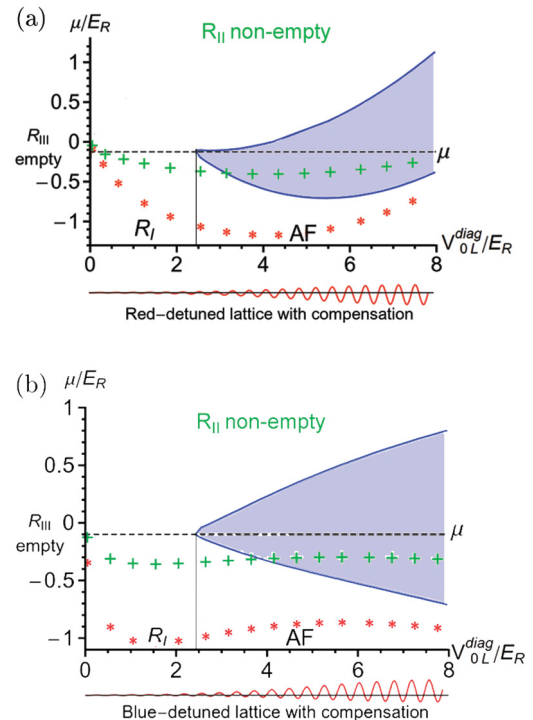 (a)
μ/E_R
R_II non-empty
1
0.5
0
R_III
empty
μ
−0.5
−1
R_I
AF
0
2
4
6
8
V_0L^diag/E_R
Red–detuned lattice with compensation
(b)
μ/E_R
1
R_II non-empty
0.5
0
R_III
empty
μ
−0.5
−1
R_I
AF
0
2
4
6
8
V_0L^diag/E_R
Blue–detuned lattice with compensation